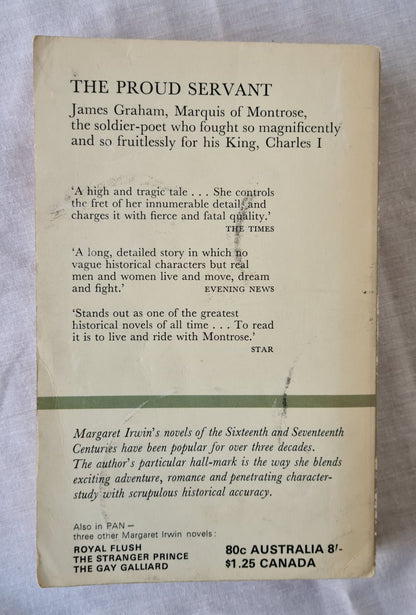 THE PROUD SERVANT
James Graham, Marquis of Montrose,
the soldier-poet who fought so magnificently
and so fruitlessly for his King, Charles I
'A high and tragic tale . . . She controls
the fret of her innumerable detail, and
charges it with fierce and fatal quality.'
THE TIMES
'A long, detailed story in which no
vague historical characters but real
men and women live and move, dream
and fight.' EVENING NEWS
'Stands out as one of the greatest
historical novels of all time . . . To read
it is to live and ride with Montrose.'
STAR
Margaret Irwin's novels of the Sixteenth and Seventeenth
Centuries have been popular for over three decades.
The author's particular hall-mark is the way she blends
exciting adventure, romance and penetrating character-
study with scrupulous historical accuracy.
Also in PAN —
three other Margaret Irwin novels:
ROYAL FLUSH
THE STRANGER PRINCE
THE GAY GALLIARD
80c AUSTRALIA 8/-
$1.25 CANADA